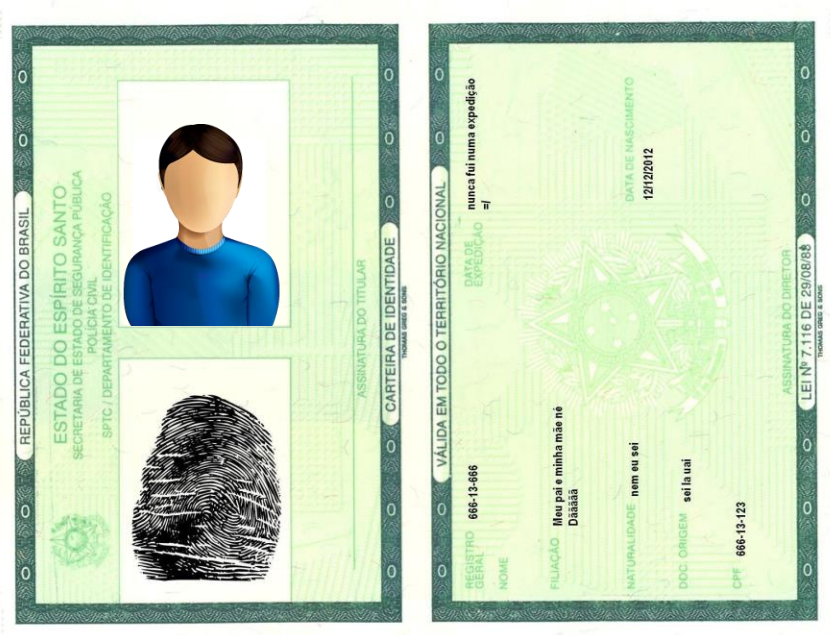 REPÚBLICA FEDERATIVA DO BRASIL
ESTADO DO ESPÍRITO SANTO
SECRETARIA DE ESTADO DE SEGURANÇA PÚBLICA
POLÍCIA CIVIL
SPTC / DEPARTAMENTO DE IDENTIFICAÇÃO
ASSINATURA DO TITULAR
CARTEIRA DE IDENTIDADE
THOMAS GREG & SONS
VÁLIDA EM TODO O TERRITÓRIO NACIONAL
REGISTRO GERAL 666-13-666 DATA DE EXPEDIÇÃO nunca fui numa expedição
=/
NOME
FILIAÇÃO Meu pai e minha mãe né
Dããããã
NATURALIDADE nem eu sei DATA DE NASCIMENTO
12/12/2012
DOC. ORIGEM sei la uai
CPF 666-13-123
ASSINATURA DO DIRETOR
LEI Nº 7.116 DE 29/08/83
THOMAS GREG & SONS